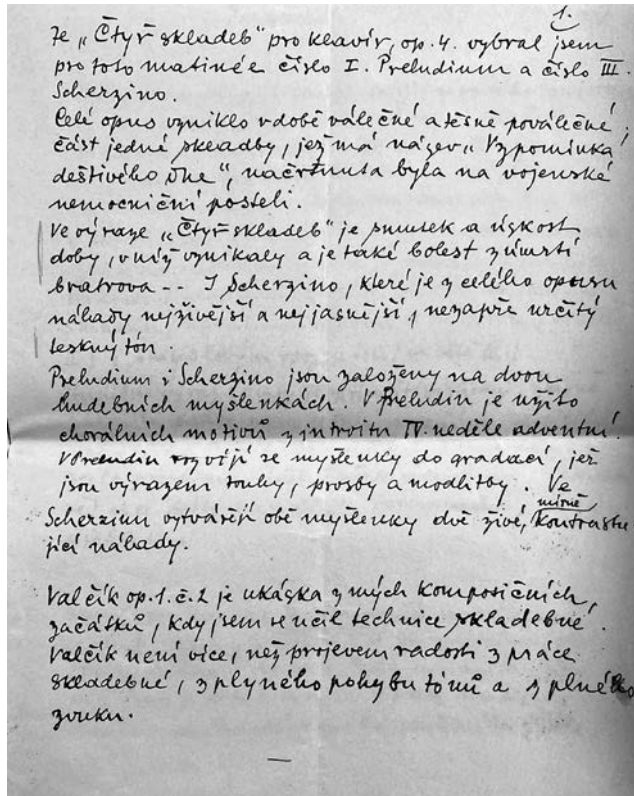 1.
Ze „Čtyř skladeb“ pro klavír, op. 4. vybral jsem
pro toto matinée číslo I. Preludium a číslo III.
Scherzino.
Celé opus vzniklo v době válečné a těsně poválečné;
část jedné skladby, jež má název „Vzpomínka
deštivého dne“, načrtnuta byla na vojenské
nemocniční posteli.
Ve výraze „Čtyř skladeb“ je smutek a úzkost
doby, v níž vznikaly a je také bolest z úmrtí
bratrova -- I Scherzino, které je z celého opusu
nálady nejživější a nejjasnější, nezapře určitý
teskný tón.
Preludium i Scherzino jsou založeny na dvou
hudebních myšlenkách. V Preludiu je užito
chorálních motivů z introitu IV. neděle adventní.
V Preludiu rozvíjí se myšlenky do gradací, jež
jsou výrazem touhy, prosby a modlitby. Ve
Scherzinu vytvářejí obě myšlenky dvě živé, mírně kontrastu
jící nálady.
Valčík op. 1. č. 2 je ukázka z mých komposičních
začátků, kdy jsem se učil technice skladebné.
Valčík není více, než projevem radosti z práce
skladebné, z plynného pohybu tónů a z plného
zvuku.